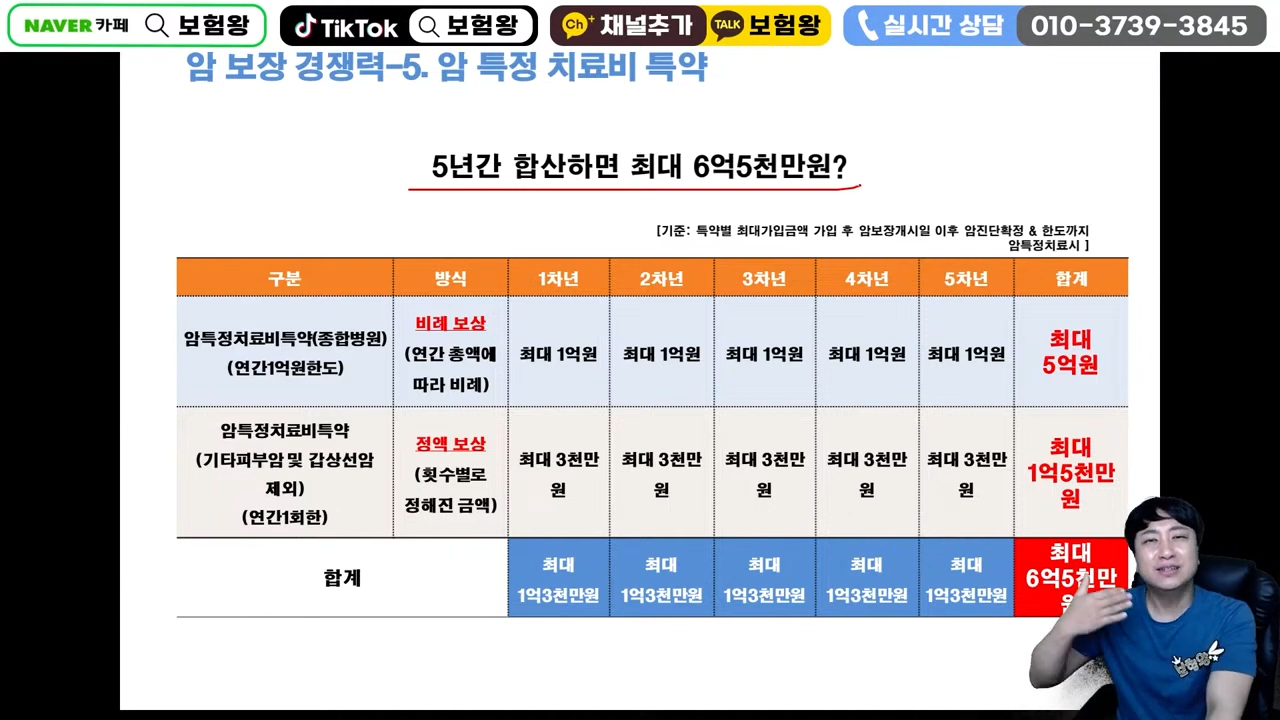 NAVER 카페 보험왕 TikTok 보험왕 Ch+ 채널추가 TALK 보험왕 실시간 상담 010-3739-3845
암 보장 경쟁력-5. 암 특정 치료비 특약
5년간 합산하면 최대 6억5천만원?
[기준: 특약별 최대가입금액 가입 후 암보장개시일 이후 암진단확정 & 한도까지
암특정치료시 ]
구분 방식 1차년 2차년 3차년 4차년 5차년 합계
암특정치료비특약(종합병원)
(연간1억원한도)
비례 보상
(연간 총액에
따라 비례)
최대 1억원 최대 1억원 최대 1억원 최대 1억원 최대 1억원
최대
5억원
암특정치료비특약
(기타피부암 및 갑상선암
제외)
(연간1회한)
정액 보상
(횟수별로
정해진 금액)
최대 3천만 최대 3천만 최대 3천만 최대 3천만 최대 3천만
원 원 원 원 원
최대
1억5천만
원
합계
최대 최대 최대 최대 최대
1억3천만원 1억3천만원 1억3천만원 1억3천만원 1억3천만원
최대
6억5천만
보험왕